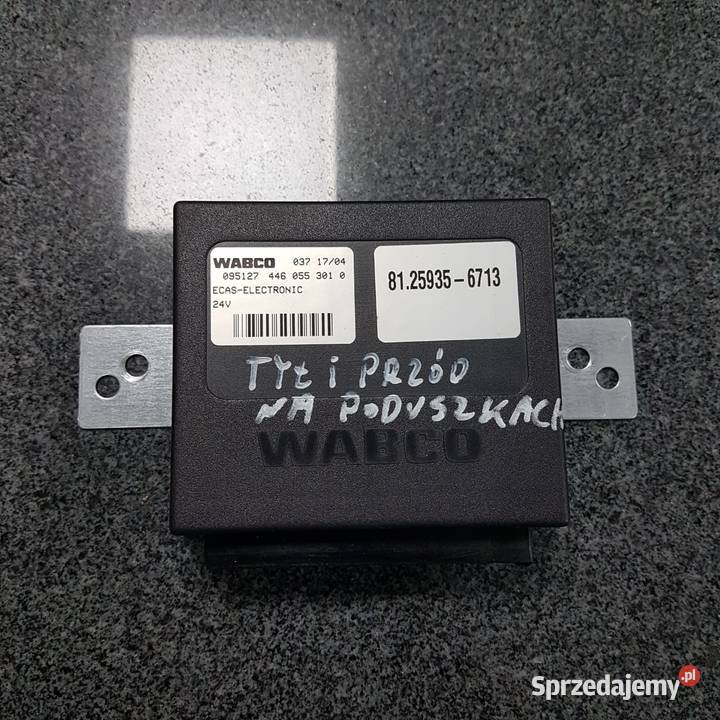 WABCO 037 17/04
095127 446 055 301 0
ECAS-ELECTRONIC
24V
81.25935-6713
TYŁ i PRZÓD
NA PODUSZKACH
WABCO
Sprzedajemy.pl